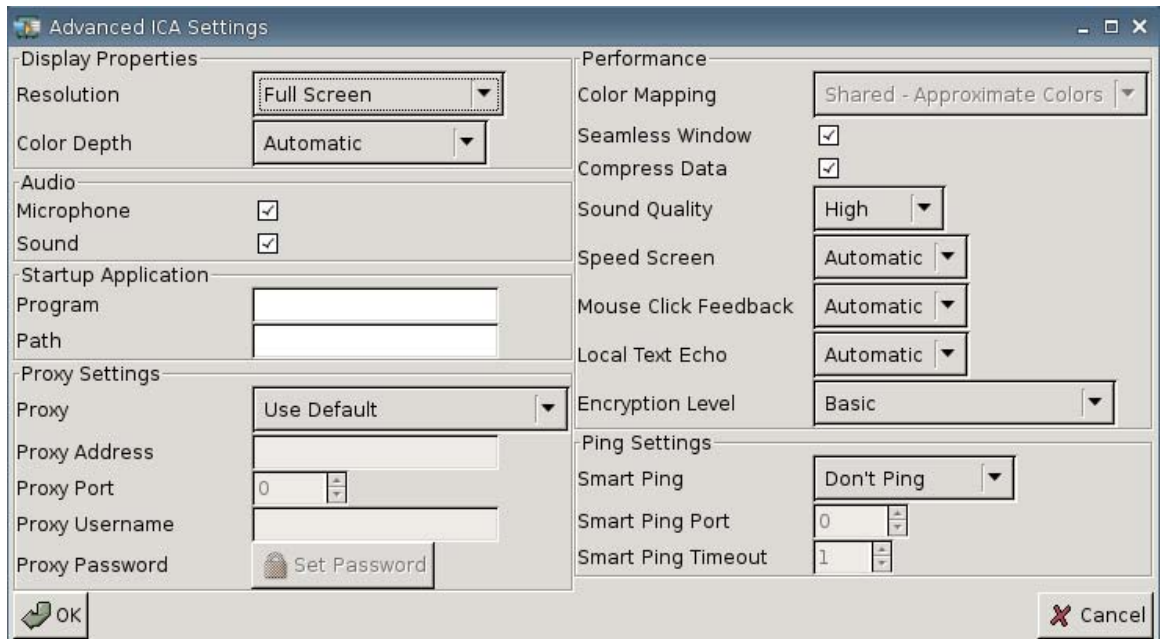 Advanced ICA Settings
Display Properties
Resolution Full Screen
Color Depth Automatic
Audio
Microphone
Sound
Startup Application
Program
Path
Proxy Settings
Proxy Use Default
Proxy Address
Proxy Port 0
Proxy Username
Proxy Password Set Password
Performance
Color Mapping Shared - Approximate Colors
Seamless Window
Compress Data
Sound Quality High
Speed Screen Automatic
Mouse Click Feedback Automatic
Local Text Echo Automatic
Encryption Level Basic
Ping Settings
Smart Ping Don't Ping
Smart Ping Port 0
Smart Ping Timeout 1
OK
Cancel